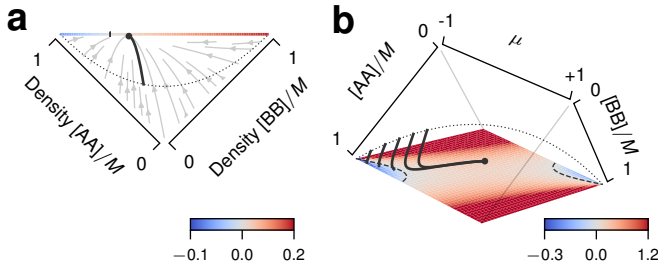 a
1
1
Density [AA]/M
Density [BB]/M
0
0
−0.1
0.0
0.2
b
0
-1
μ
[AA]/M
+1
0
[BB]/M
1
1
−0.3
0.0
1.2